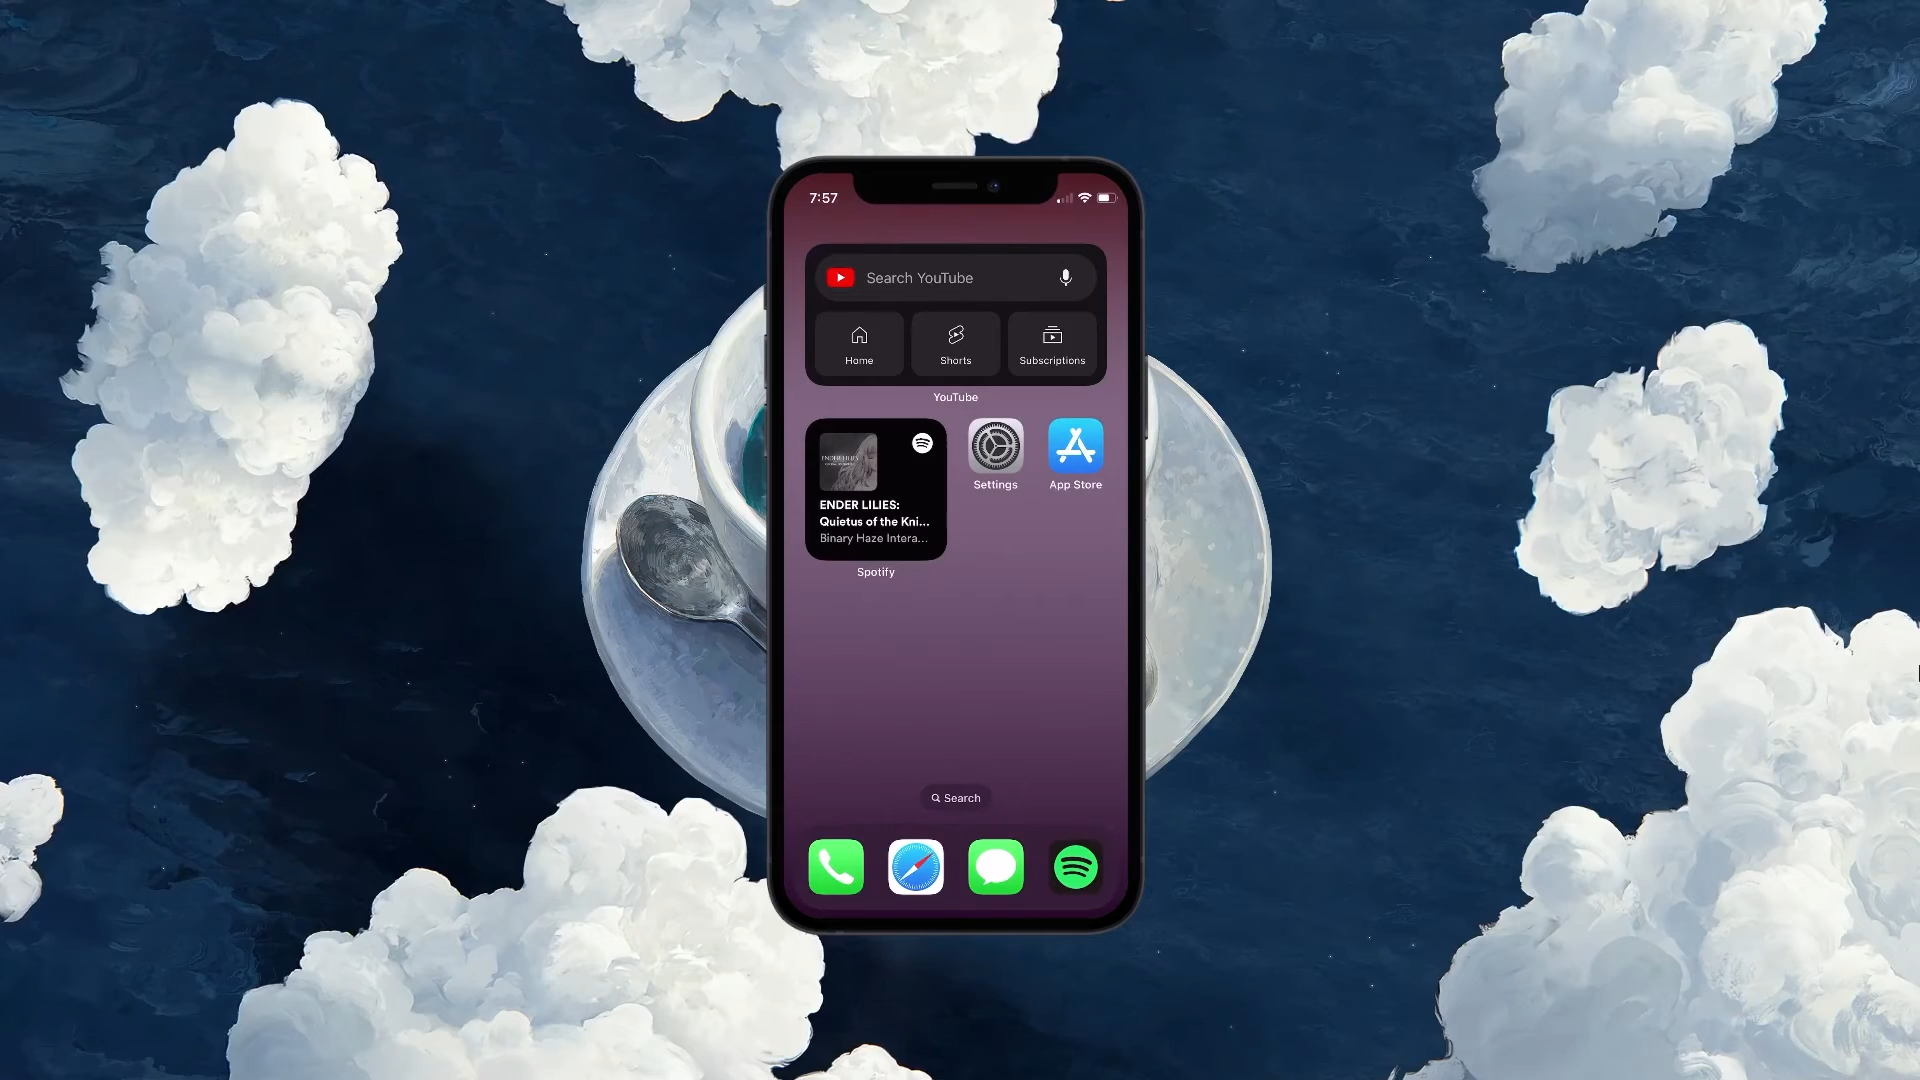 7:57
Search YouTube
Home
Shorts
Subscriptions
YouTube
ENDER LILIES:
Quietus of the Kni...
Binary Haze Intera...
Spotify
Settings
App Store
Search